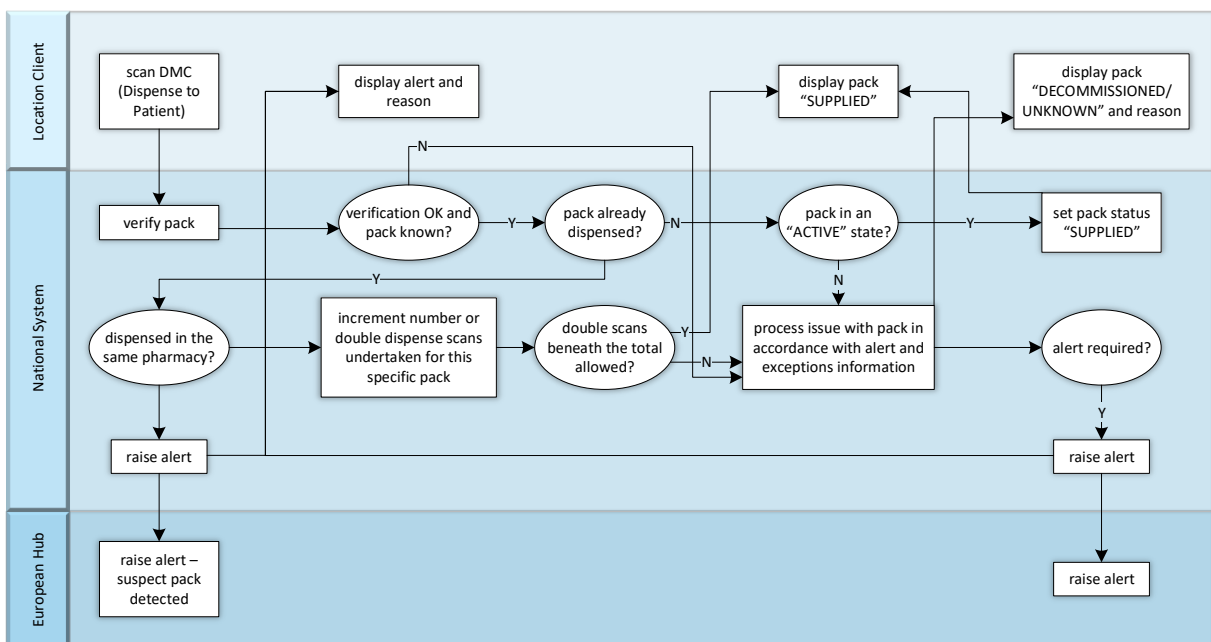 Location Client
scan DMC
(Dispense to
Patient)
display alert and
reason
display pack
“SUPPLIED”
display pack
“DECOMMISSIONED/
UNKNOWN” and reason
N
National System
verify pack
verification OK and
pack known?
Y
pack already
dispensed?
N
pack in an
“ACTIVE” state?
Y
set pack status
“SUPPLIED”
Y
N
dispensed in the
same pharmacy?
increment number or
double dispense scans
undertaken for this
specific pack
double scans
beneath the total
allowed?
Y
N
process issue with pack in
accordance with alert and
exceptions information
alert required?
Y
raise alert
raise alert
European Hub
raise alert –
suspect pack
detected
raise alert